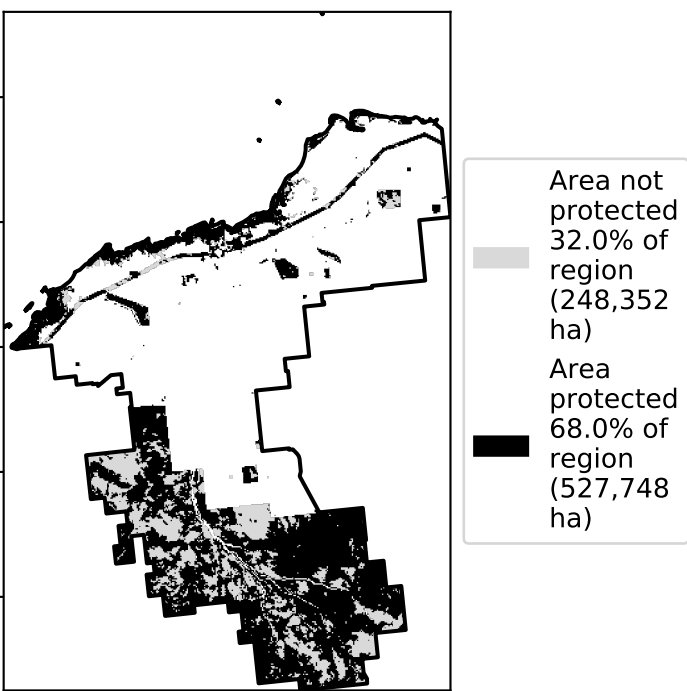 Area not
protected
32.0% of
region
(248,352
ha)
Area
protected
68.0% of
region
(527,748
ha)